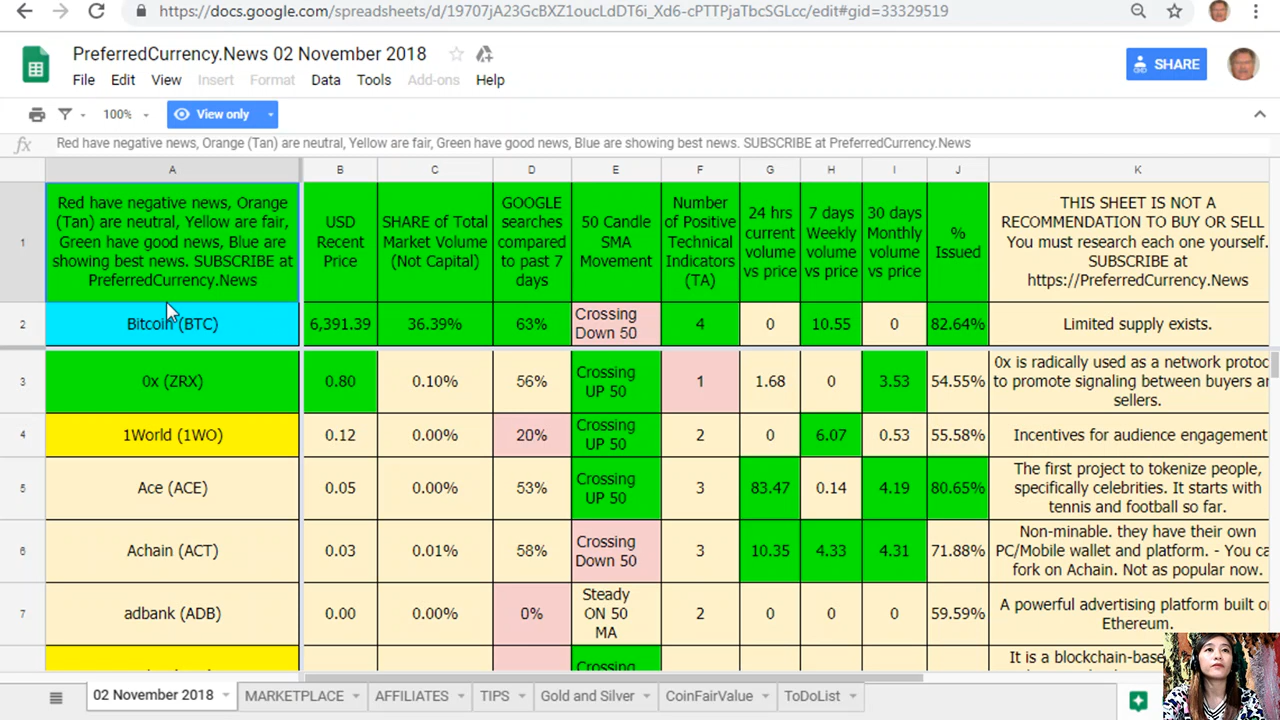 https://docs.google.com/spreadsheets/d/19707jA23GcBXZ1oucLdDT6i_Xd6-cPTTPjaTbcSGLcc/edit#gid=33329519
PreferredCurrency.News 02 November 2018
SHARE
File Edit View Insert Format Data Tools Add-ons Help
100% View only
fx Red have negative news, Orange (Tan) are neutral, Yellow are fair, Green have good news, Blue are showing best news. SUBSCRIBE at PreferredCurrency.News
A B C D E F G H I J K
1
Red have negative news, Orange
(Tan) are neutral, Yellow are fair,
Green have good news, Blue are
showing best news. SUBSCRIBE at
PreferredCurrency.News
USD
Recent
Price
SHARE of Total
Market Volume
(Not Capital)
GOOGLE
searches
compared
to past 7
days
50 Candle
SMA
Movement
Number
of Positive
Technical
Indicators
(TA)
24 hrs
current
volume
vs price
7 days
Weekly
volume
vs price
30 days
Monthly
volume
vs price
%
Issued
THIS SHEET IS NOT A
RECOMMENDATION TO BUY OR SELL
You must research each one yourself.
SUBSCRIBE at
https://PreferredCurrency.News
2
Bitcoin (BTC)
6,391.39
36.39%
63%
Crossing
Down 50
4
0
10.55
0
82.64%
Limited supply exists.
3
0x (ZRX)
0.80
0.10%
56%
Crossing
UP 50
1
1.68
0
3.53
54.55%
0x is radically used as a network protoc
to promote signaling between buyers an
sellers.
4
1World (1WO)
0.12
0.00%
20%
Crossing
UP 50
2
0
6.07
0.53
55.58%
Incentives for audience engagement
5
Ace (ACE)
0.05
0.00%
53%
Crossing
UP 50
3
83.47
0.14
4.19
80.65%
The first project to tokenize people,
specifically celebrities. It starts with
tennis and football so far.
6
Achain (ACT)
0.03
0.01%
58%
Crossing
Down 50
3
10.35
4.33
4.31
71.88%
Non-minable. they have their own
PC/Mobile wallet and platform. - You ca
fork on Achain. Not as popular now.
7
adbank (ADB)
0.00
0.00%
0%
Steady
ON 50
MA
2
0
0
0
59.59%
A powerful advertising platform built o
Ethereum.
Crossing
It is a blockchain-base
02 November 2018 MARKETPLACE AFFILIATES TIPS Gold and Silver CoinFairValue ToDoList